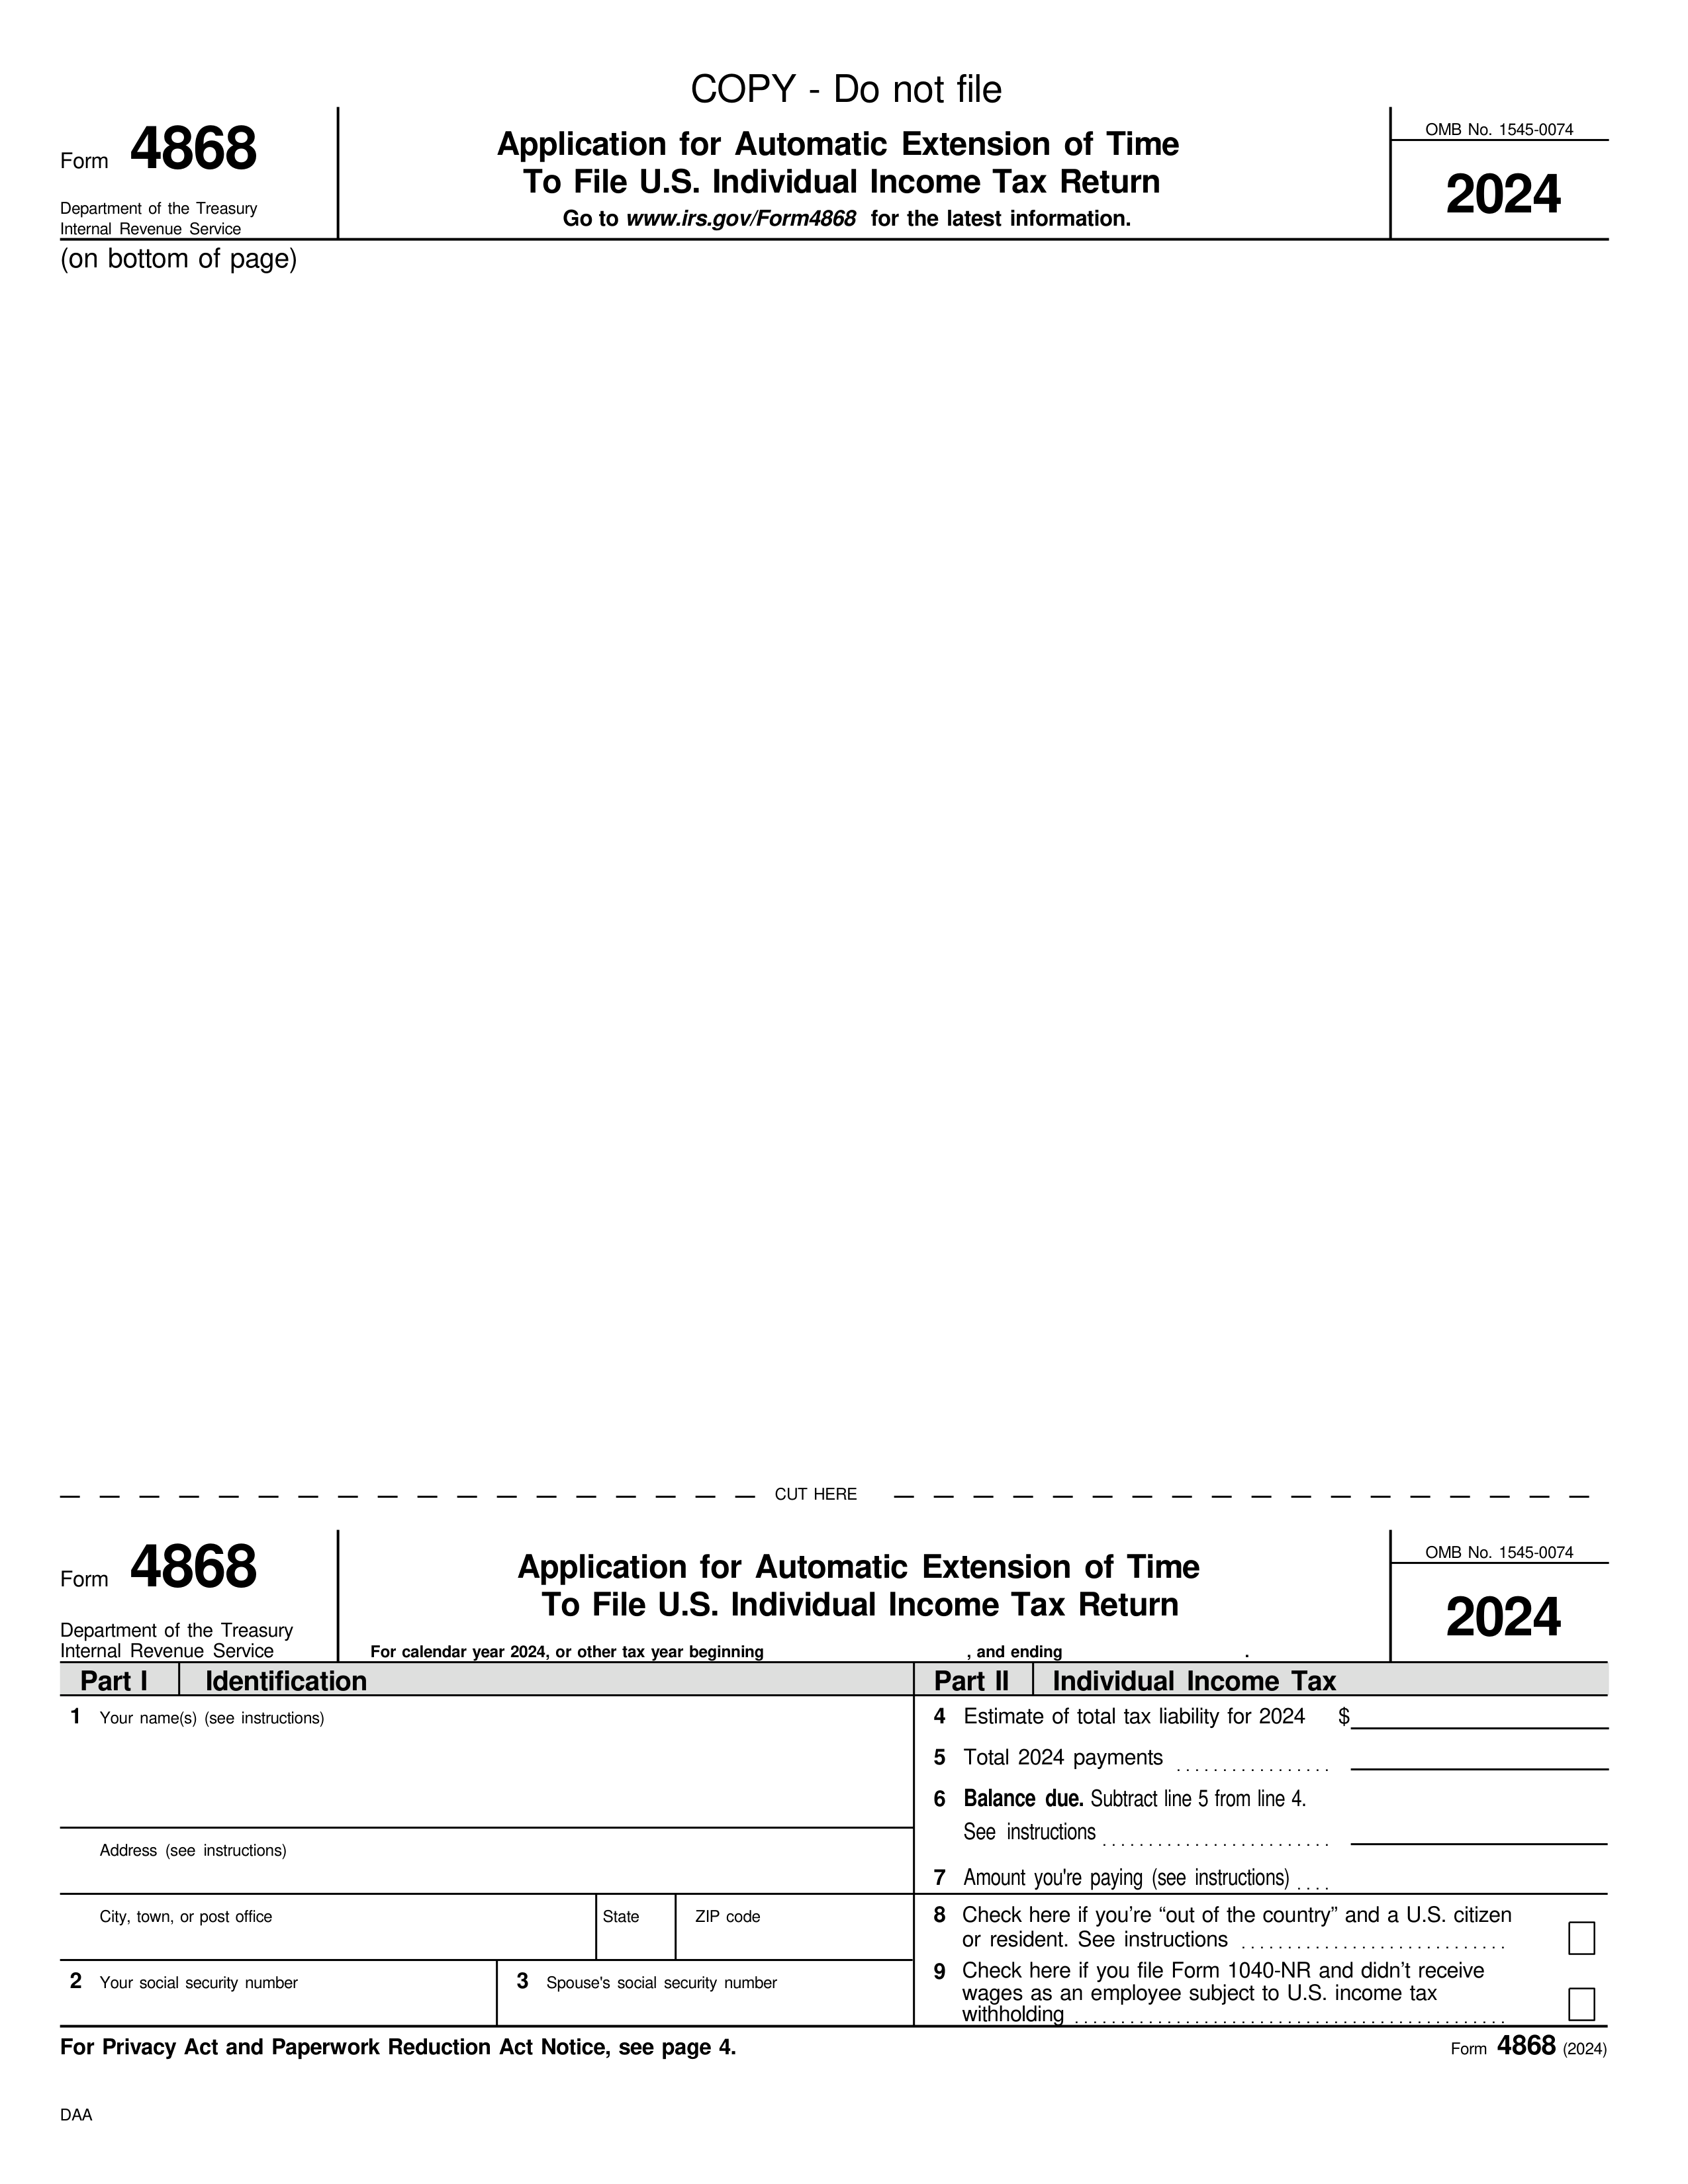 COPY - Do not file
Form 4868
Department of the Treasury
Internal Revenue Service
Application for Automatic Extension of Time
To File U.S. Individual Income Tax Return
Go to www.irs.gov/Form4868 for the latest information.
OMB No. 1545-0074
2024
(on bottom of page)
CUT HERE
Form 4868
Department of the Treasury
Internal Revenue Service
Application for Automatic Extension of Time
To File U.S. Individual Income Tax Return
For calendar year 2024, or other tax year beginning , and ending .
OMB No. 1545-0074
2024
Part I Identification
1 Your name(s) (see instructions)
Address (see instructions)
City, town, or post office State ZIP code
2 Your social security number 3 Spouse's social security number
Part II Individual Income Tax
4 Estimate of total tax liability for 2024 $
5 Total 2024 payments .................
6 Balance due. Subtract line 5 from line 4.
See instructions .........................
7 Amount you're paying (see instructions) ....
8 Check here if you’re “out of the country” and a U.S. citizen
or resident. See instructions .............................
9 Check here if you file Form 1040-NR and didn’t receive
wages as an employee subject to U.S. income tax
withholding ...............................................
For Privacy Act and Paperwork Reduction Act Notice, see page 4. Form 4868 (2024)
DAA